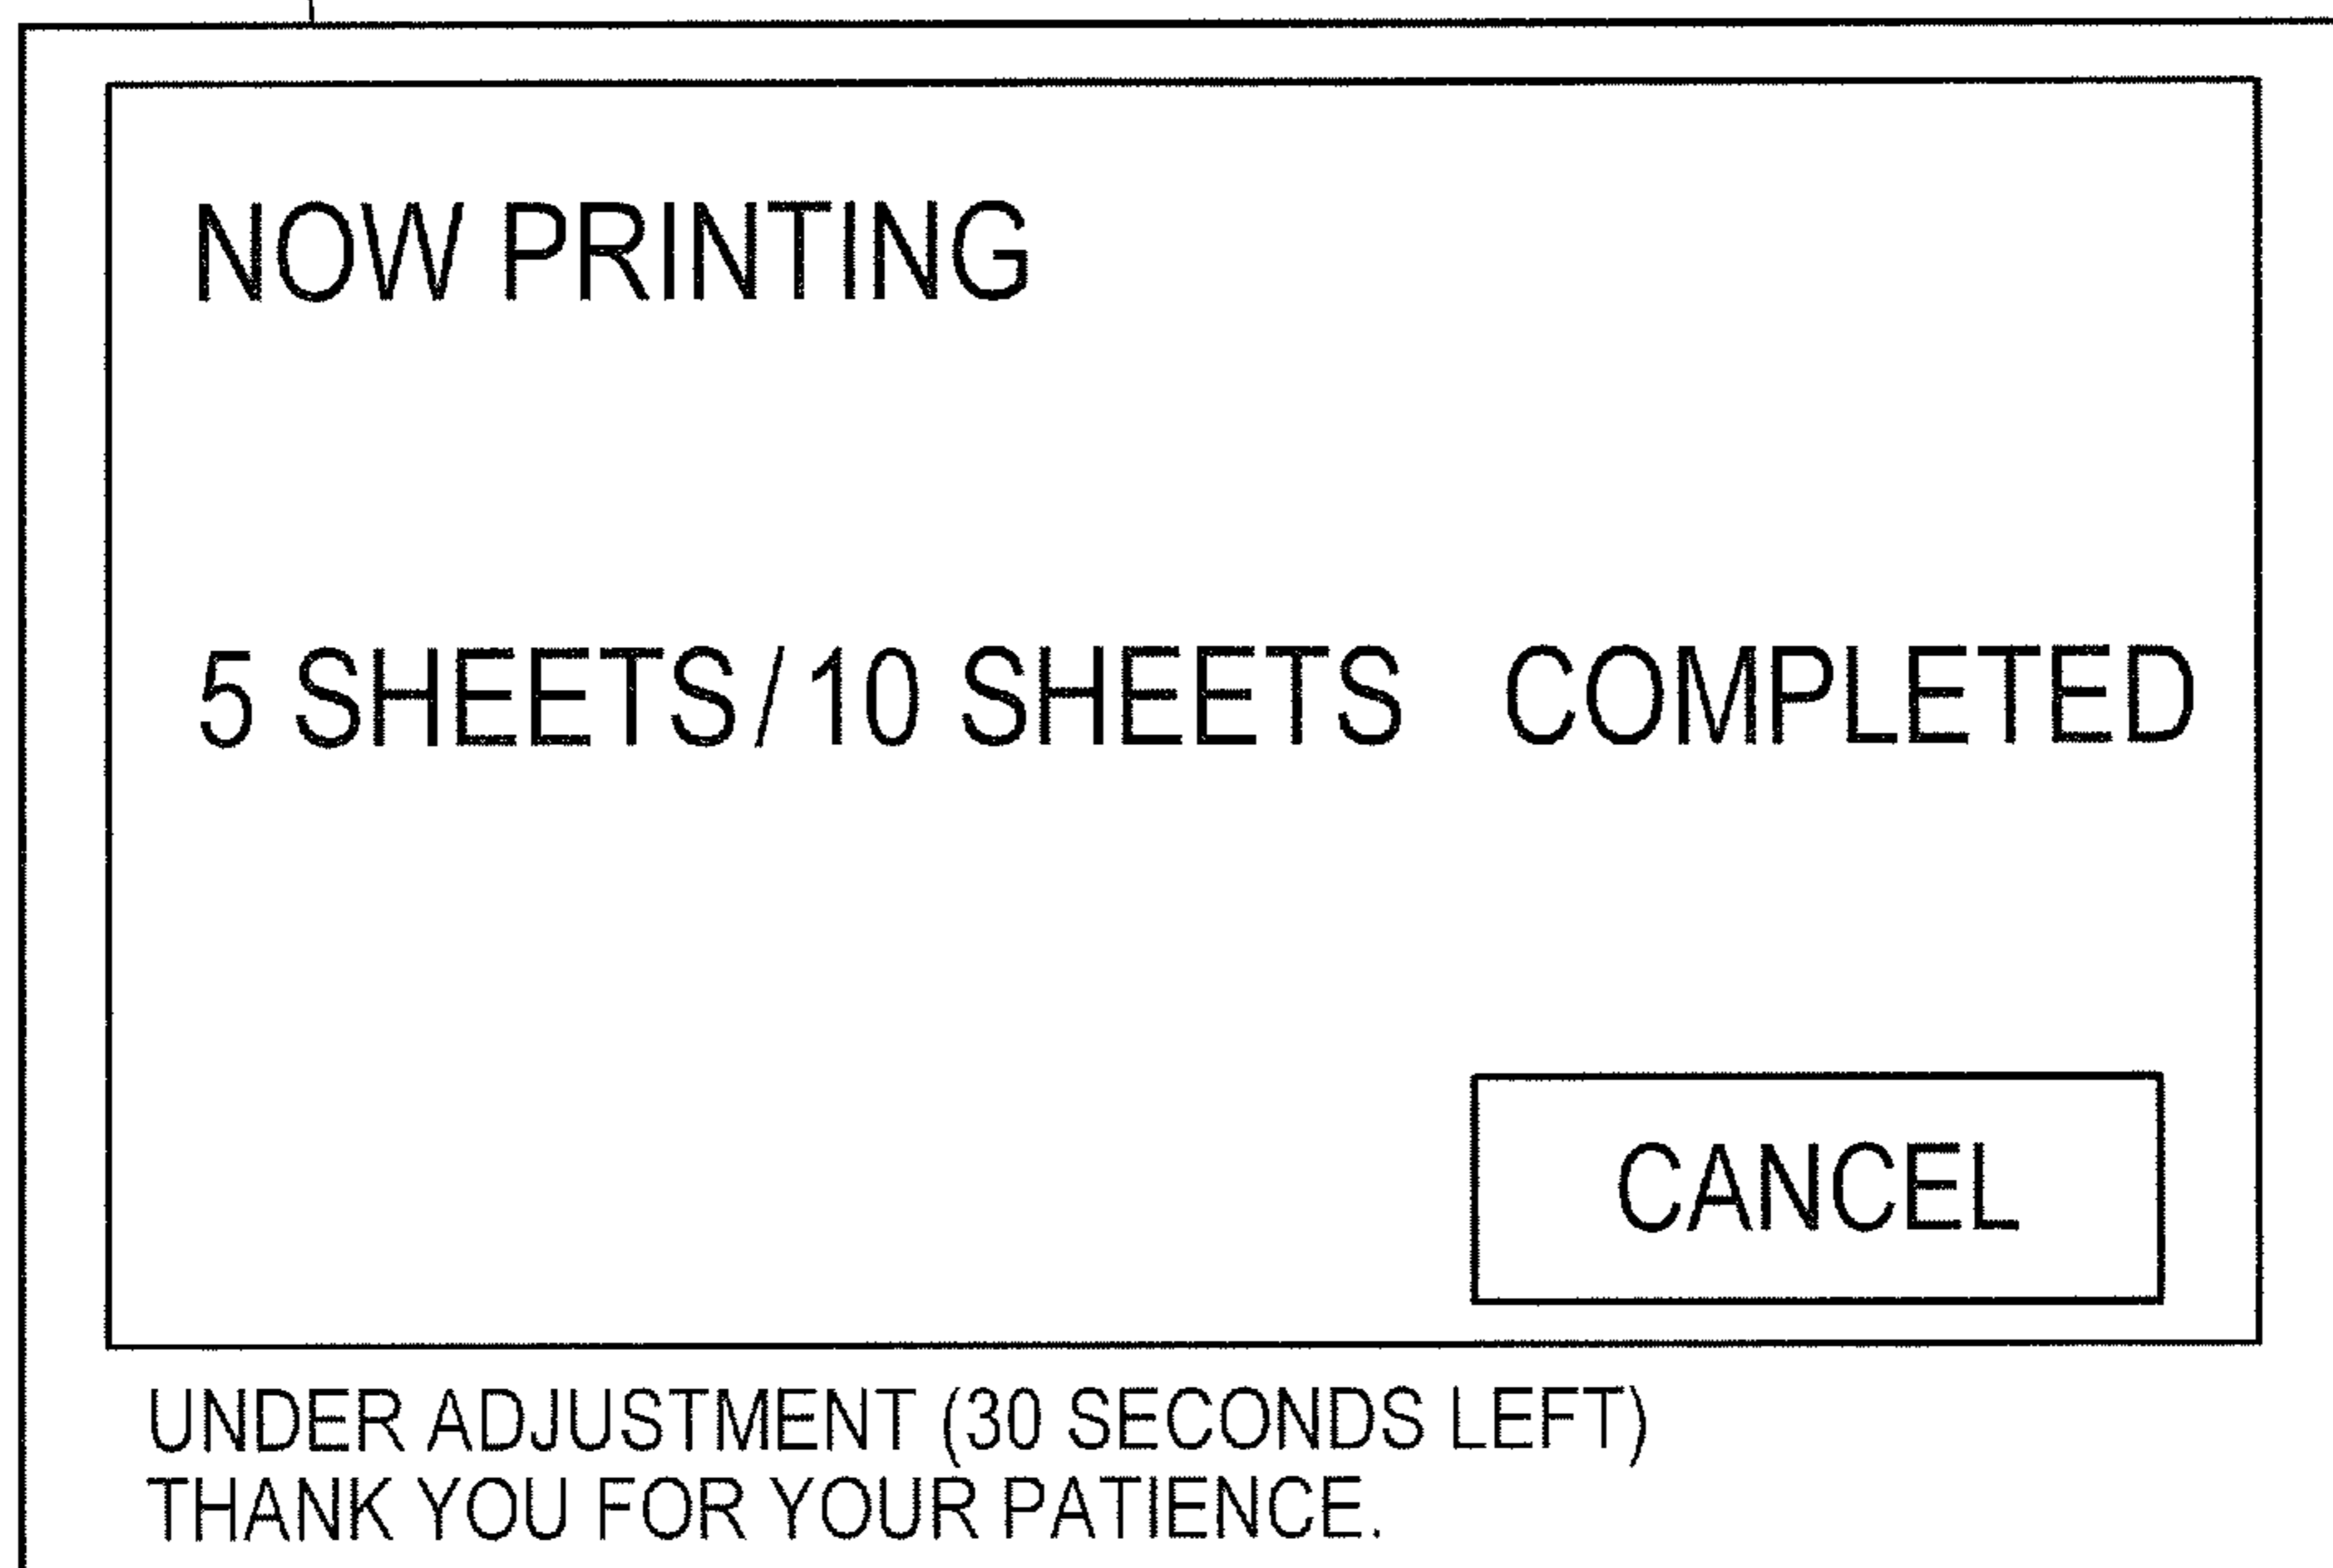 NOW PRINTING
5 SHEETS/10 SHEETS COMPLETED
CANCEL
UNDER ADJUSTMENT (30 SECONDS LEFT)
THANK YOU FOR YOUR PATIENCE.